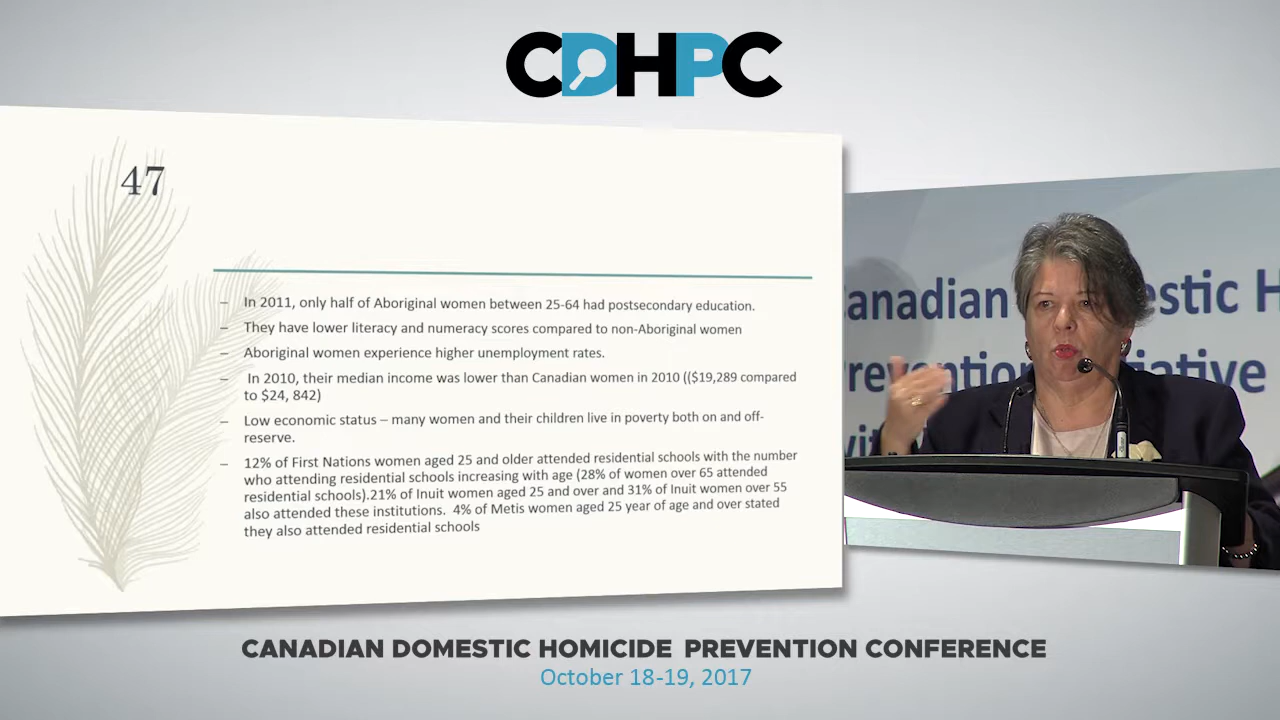 CDHPC
47
– In 2011, only half of Aboriginal women between 25-64 had postsecondary education.
– They have lower literacy and numeracy scores compared to non-Aboriginal women
– Aboriginal women experience higher unemployment rates.
– In 2010, their median income was lower than Canadian women in 2010 (($19,289 compared
to $24, 842)
– Low economic status – many women and their children live in poverty both on and off-
reserve.
– 12% of First Nations women aged 25 and older attended residential schools with the number
who attending residential schools increasing with age (28% of women over 65 attended
residential schools).21% of Inuit women aged 25 and over and 31% of Inuit women over 55
also attended these institutions. 4% of Metis women aged 25 year of age and over stated
they also attended residential schools
anadian estic H
reventio itiative
vit
CANADIAN DOMESTIC HOMICIDE PREVENTION CONFERENCE
October 18-19, 2017